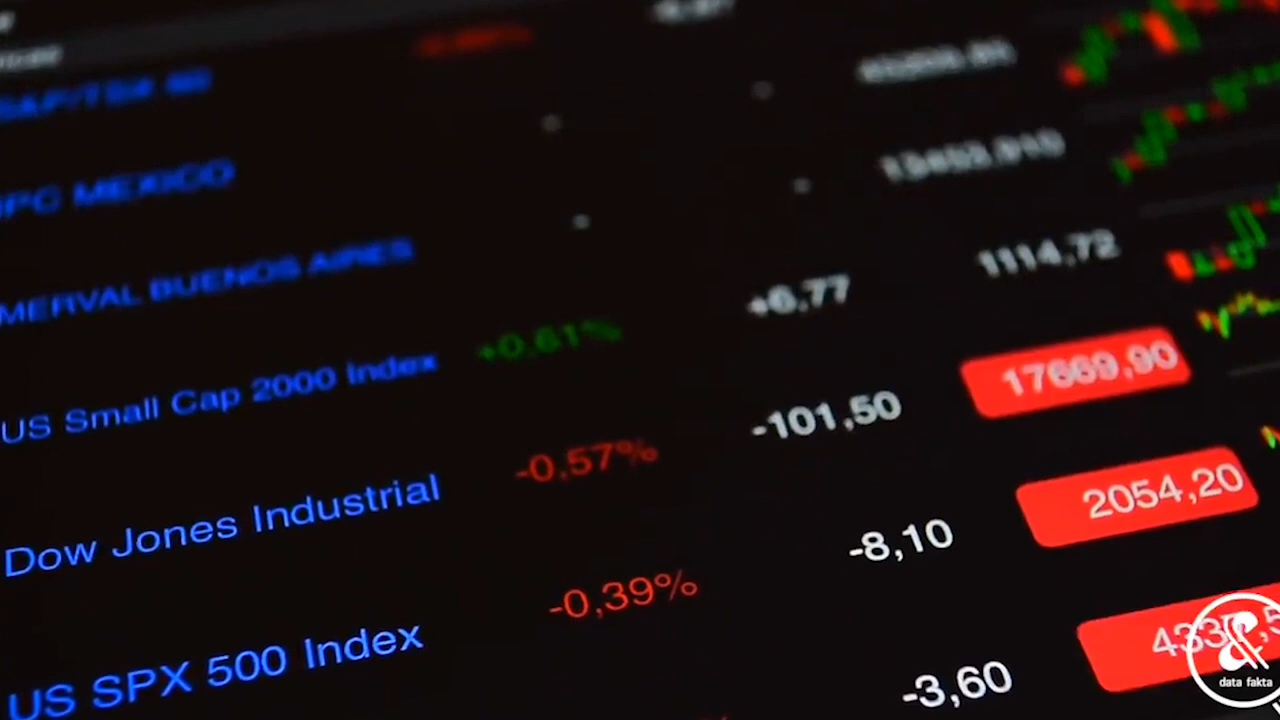 IPC MEXICO
MERVAL BUENOS AIRES
US Small Cap 2000 Index +0,61% +6,77 1114,72
Dow Jones Industrial -0,57% -101,50 17669,90
US SPX 500 Index -0,39% -8,10 2054,20
-3,60
data fakta